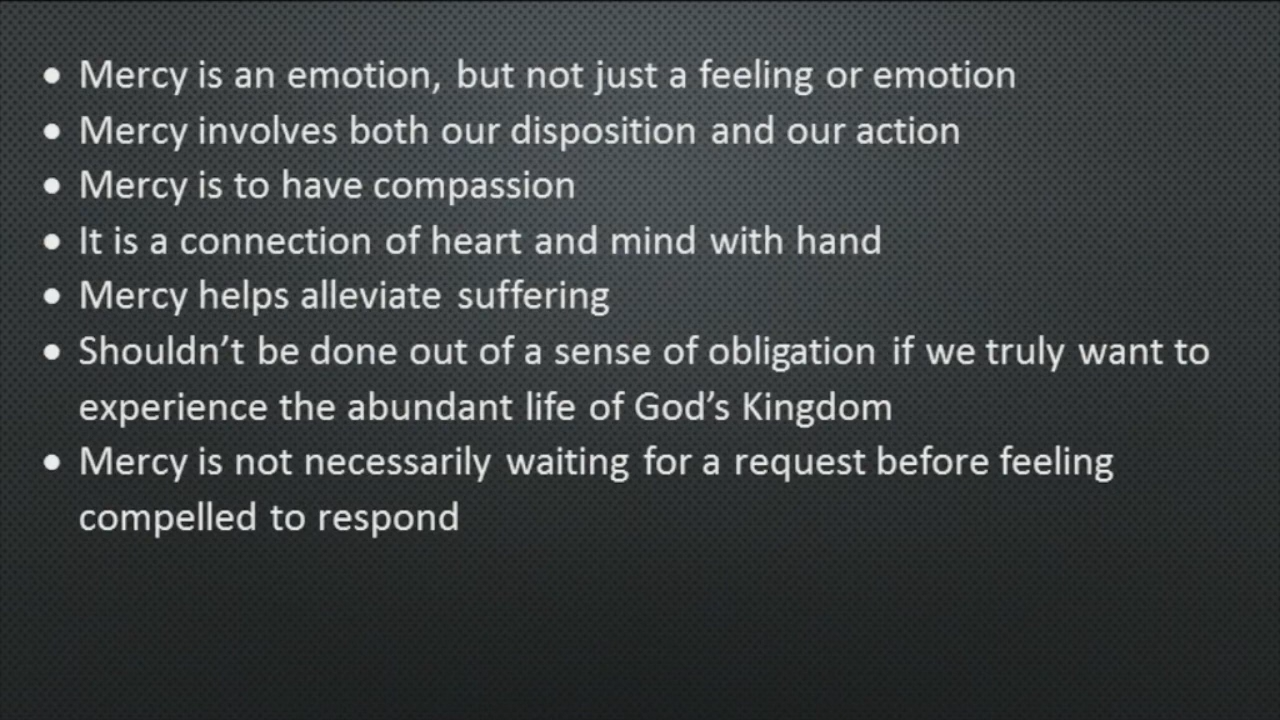 • Mercy is an emotion, but not just a feeling or emotion
• Mercy involves both our disposition and our action
• Mercy is to have compassion
• It is a connection of heart and mind with hand
• Mercy helps alleviate suffering
• Shouldn’t be done out of a sense of obligation if we truly want to
experience the abundant life of God’s Kingdom
• Mercy is not necessarily waiting for a request before feeling
compelled to respond